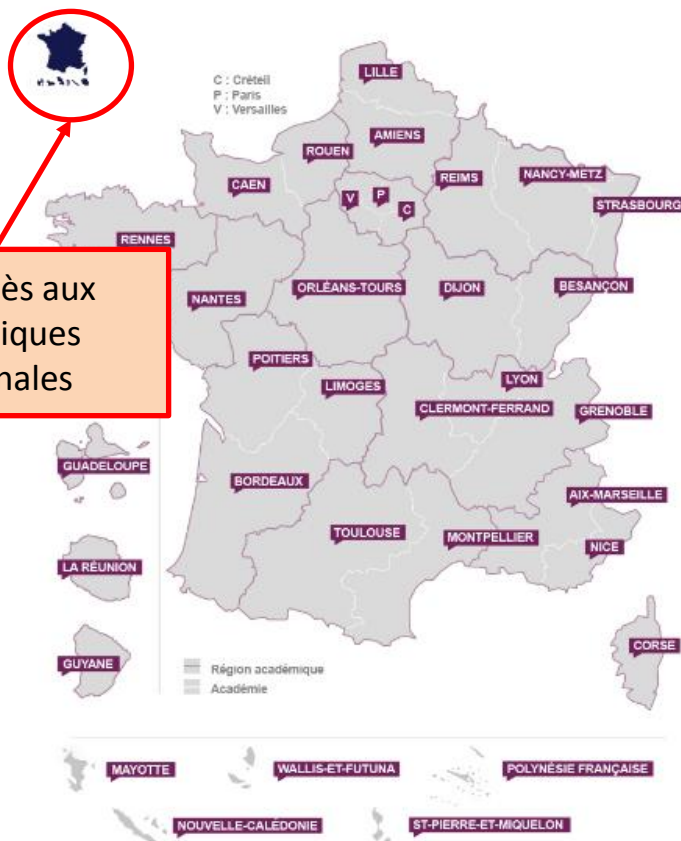 C : Créteil
P : Paris
V : Versailles
LILLE
AMIENS
ROUEN
CAEN
REIMS
NANCY-METZ
STRASBOURG
V
P
C
RENNES
ès aux
iques
nales
NANTES
ORLÉANS-TOURS
DIJON
BESANÇON
POITIERS
LIMOGES
LYON
CLERMONT-FERRAND
GRENOBLE
GUADELOUPE
BORDEAUX
AIX-MARSEILLE
TOULOUSE
MONTPELLIER
NICE
LA RÉUNION
GUYANE
CORSE
Région académique
Académie
MAYOTTE
WALLIS-ET-FUTUNA
POLYNÉSIE FRANÇAISE
NOUVELLE-CALÉDONIE
ST-PIERRE-ET-MIQUELON